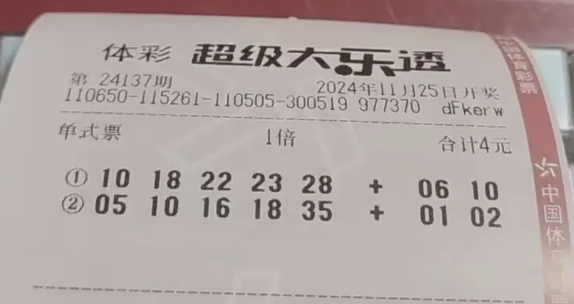 体彩 超级大乐透
第 24137期 2024年11月25日开奖
110650-115261-110505-300519 977370 dFkerw
单式票 1倍 合计4元
① 10 18 22 23 28 + 06 10
② 05 10 16 18 35 + 01 02
国体育彩票
中国体